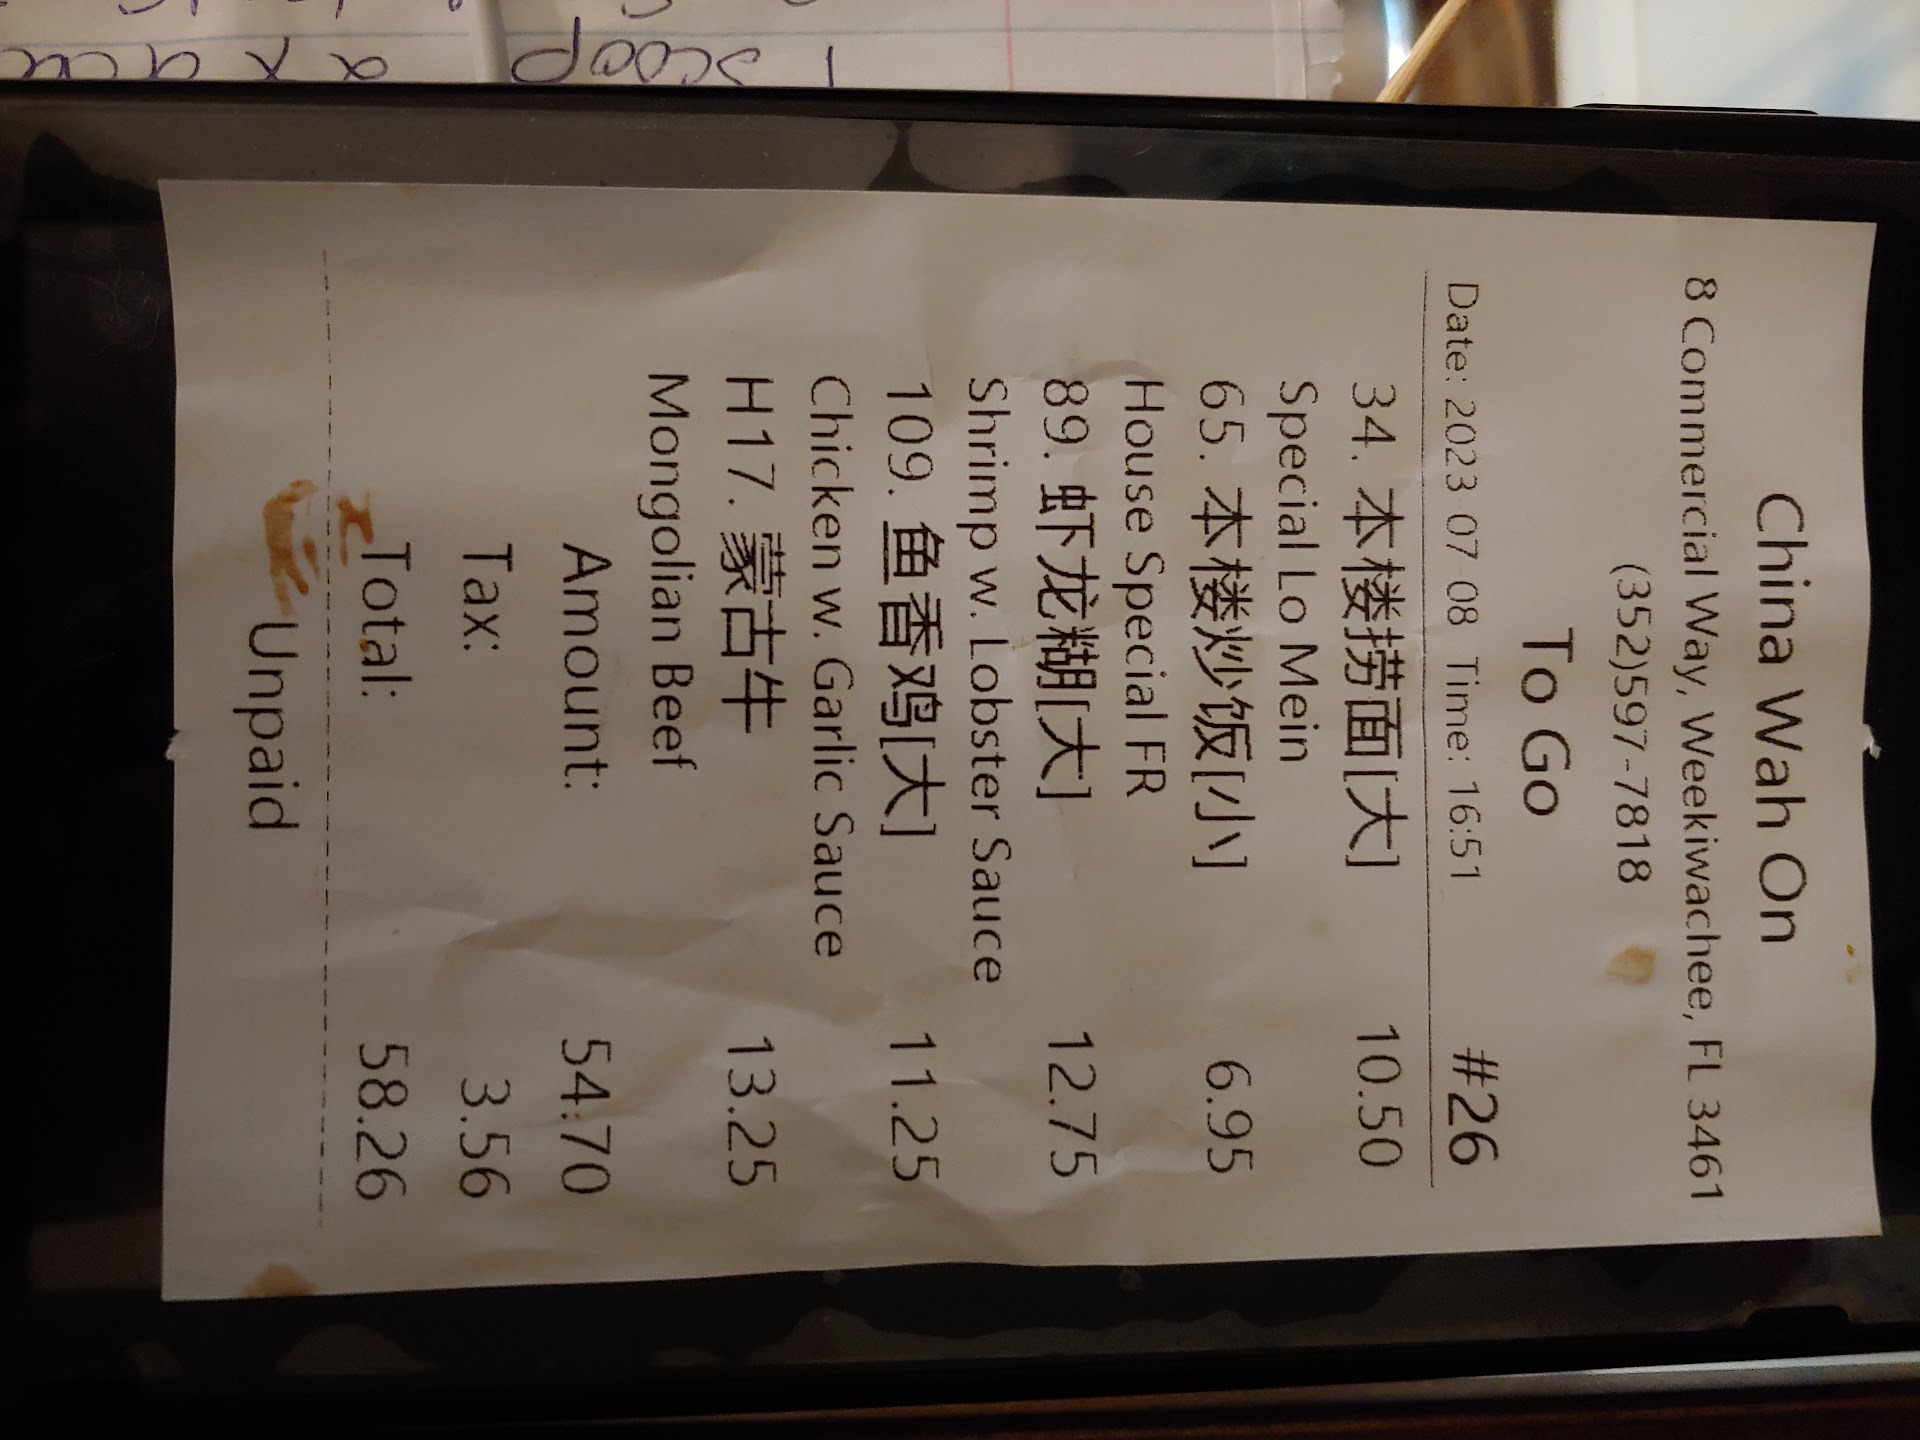 China Wah On
8 Commercial Way, Weekiwachee, FL 3461
(352)597-7818
To Go
Date: 2023-07-08 Time: 16:51 #26
34. 本楼捞面[大] 10.50
Special Lo Mein
65. 本楼炒饭[小] 6.95
House Special FR
89. 虾龙糊[大] 12.75
Shrimp w. Lobster Sauce
109. 鱼香鸡[大] 11.25
Chicken w. Garlic Sauce
H17. 蒙古牛 13.25
Mongolian Beef
Amount: 54.70
Tax: 3.56
Total: 58.26
Unpaid
1 scoop